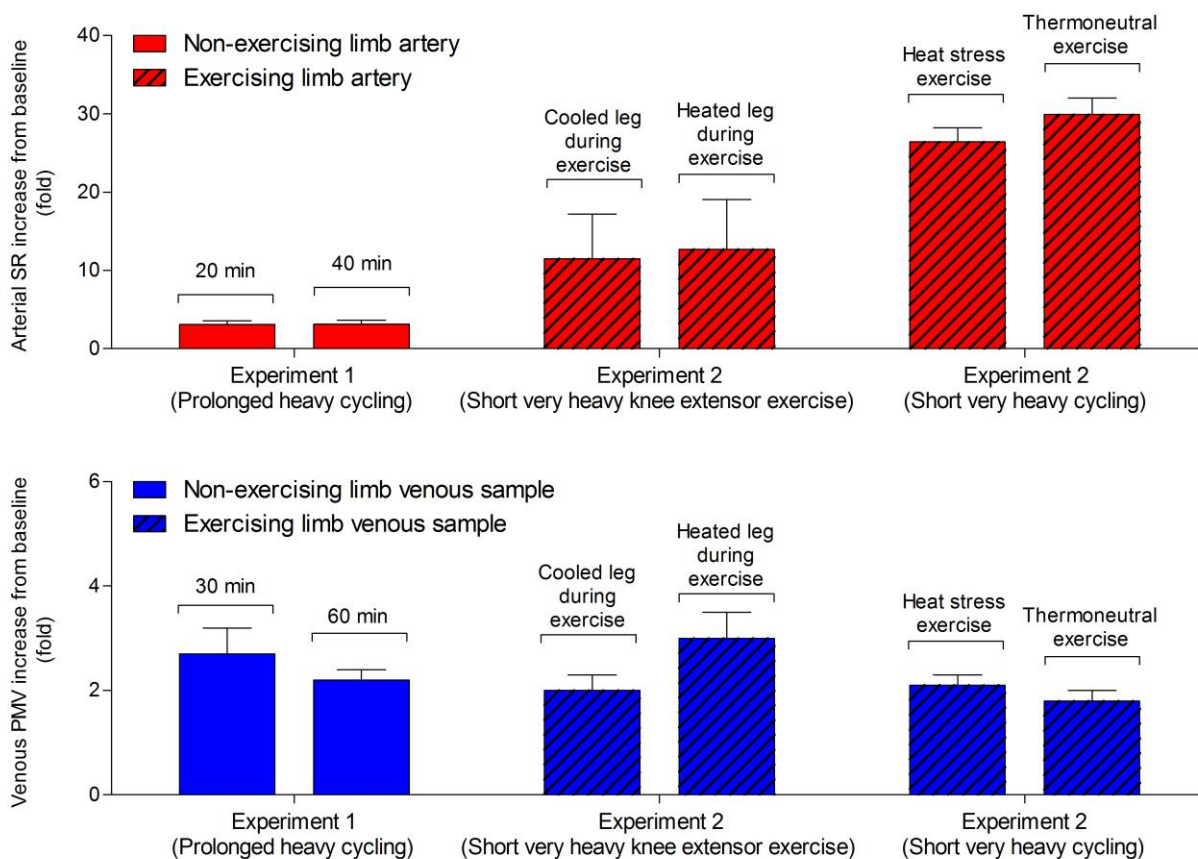 Arterial SR increase from baseline
(fold)
40
30
20
10
0
Non-exercising limb artery
Exercising limb artery
20 min
40 min
Cooled leg
during
exercise
Heated leg
during
exercise
Heat stress
exercise
Thermoneutral
exercise
Experiment 1
(Prolonged heavy cycling)
Experiment 2
(Short very heavy knee extensor exercise)
Experiment 2
(Short very heavy cycling)
Venous PMV increase from baseline
(fold)
6
4
2
0
Non-exercising limb venous sample
Exercising limb venous sample
30 min
60 min
Cooled leg
during
exercise
Heated leg
during
exercise
Heat stress
exercise
Thermoneutral
exercise
Experiment 1
(Prolonged heavy cycling)
Experiment 2
(Short very heavy knee extensor exercise)
Experiment 2
(Short very heavy cycling)